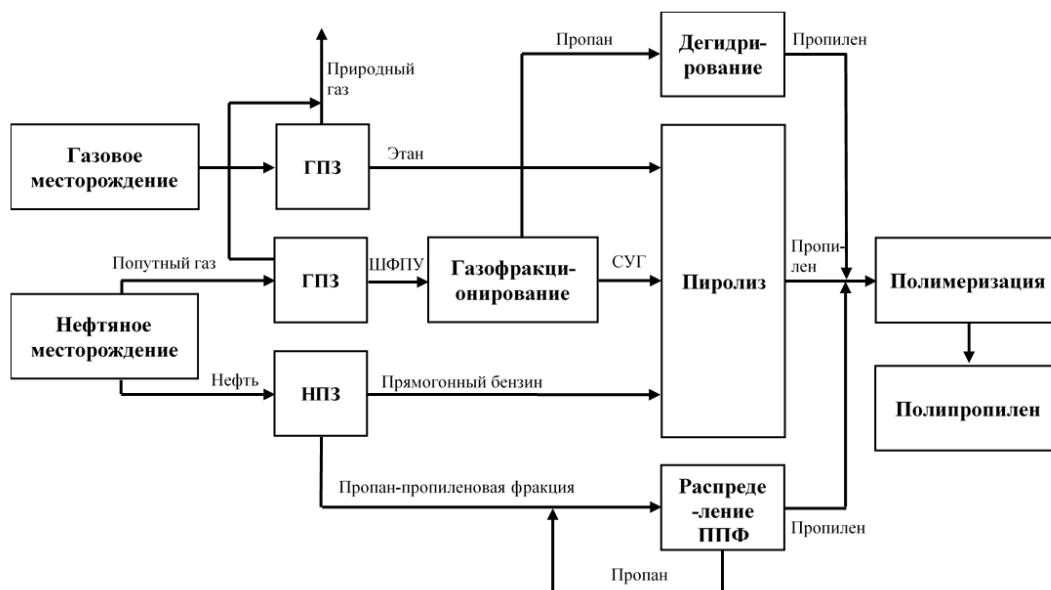 Пропан
Дегидри-
рование
Пропилен
Природный
газ
Газовое
месторождение
ГПЗ
Этан
Попутный газ
ГПЗ
ШФПУ
Газофракци-
онирование
СУГ
Пиролиз
Пропи-
лен
Полимеризация
Нефтяное
месторождение
Нефть
НПЗ
Прямогонный бензин
Полипропилен
Пропан-пропиленовая фракция
Распреде
-ление
ППФ
Пропилен
Пропан